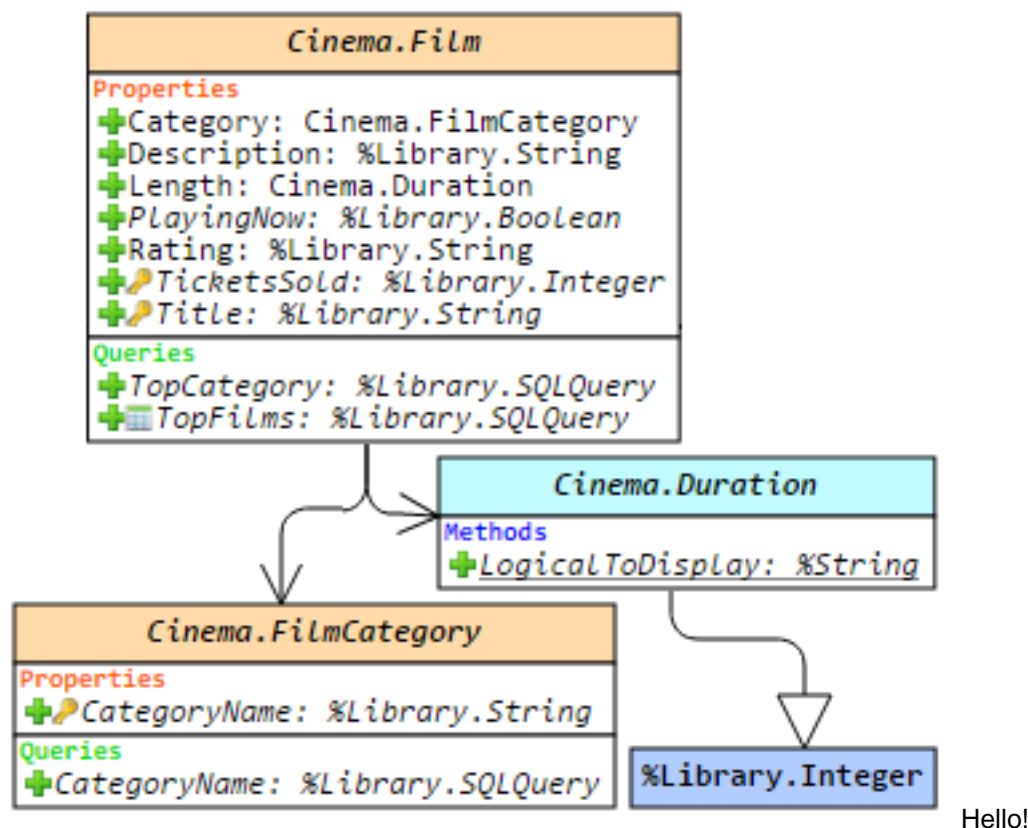 Cinema.Film
Properties
Category: Cinema.FilmCategory
Description: %Library.String
Length: Cinema.Duration
PlayingNow: %Library.Boolean
Rating: %Library.String
TicketsSold: %Library.Integer
Title: %Library.String
Queries
TopCategory: %Library.SQLQuery
TopFilms: %Library.SQLQuery
Cinema.Duration
Methods
LogicalToDisplay: %String
Cinema.FilmCategory
Properties
CategoryName: %Library.String
Queries
CategoryName: %Library.SQLQuery
%Library.Integer
Hello!